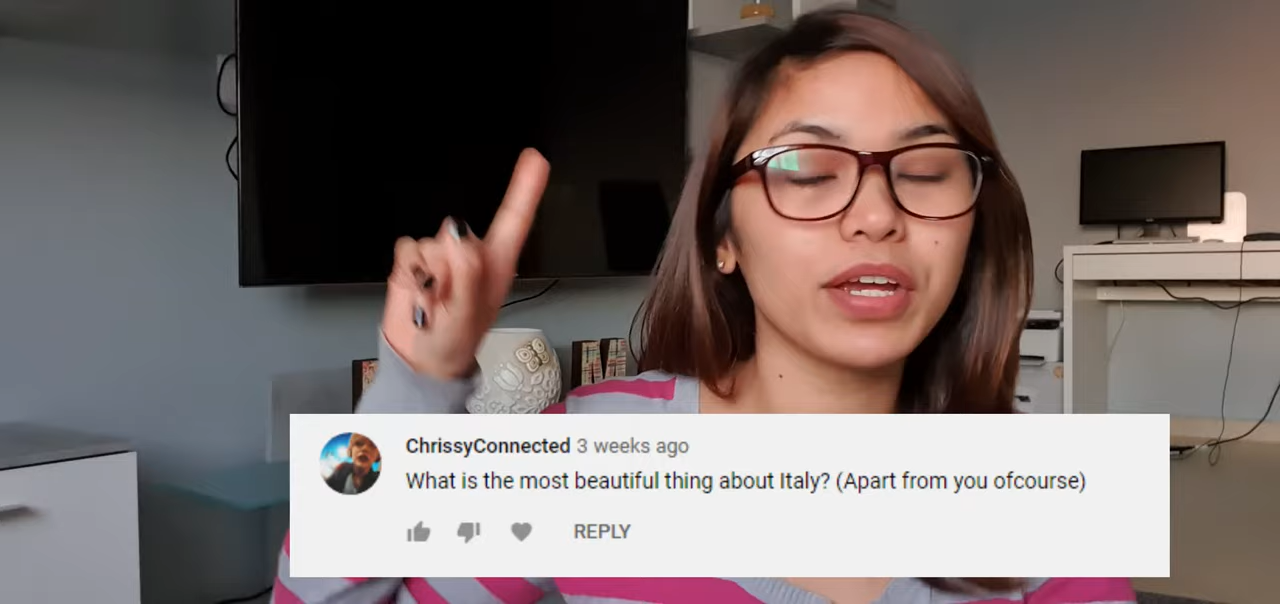 ChrissyConnected 3 weeks ago
What is the most beautiful thing about Italy? (Apart from you ofcourse)
REPLY